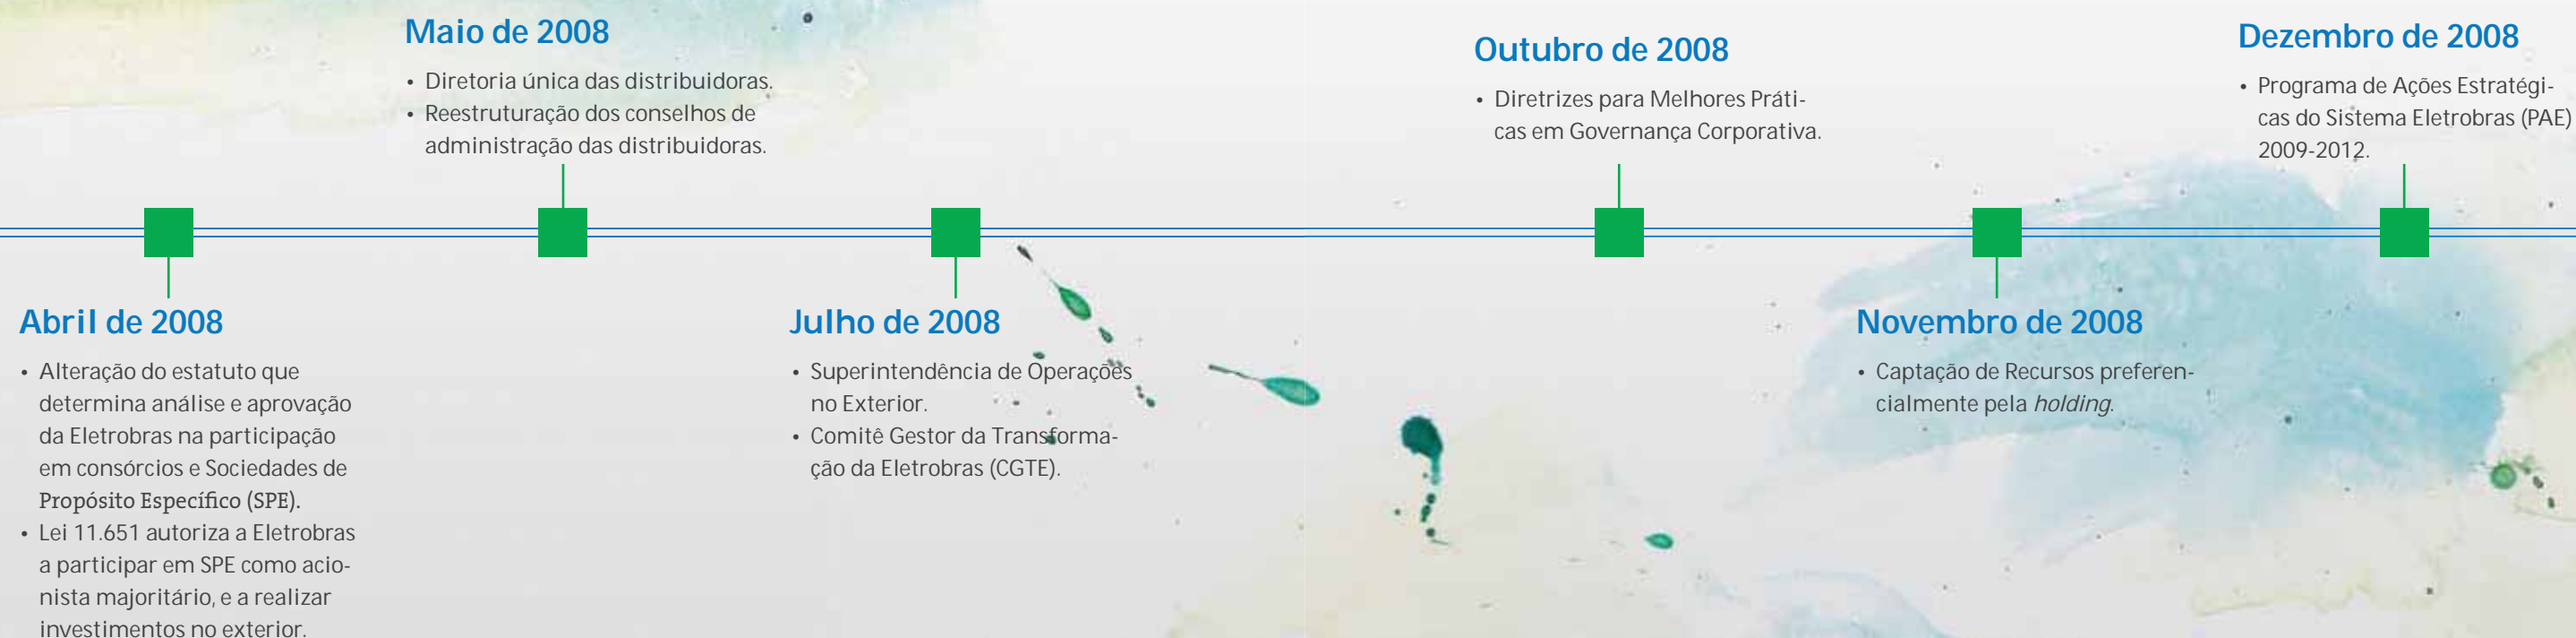 Abril de 2008
• Alteração do estatuto que
determina análise e aprovação
da Eletrobras na participação
em consórcios e Sociedades de
Propósito Específico (SPE).
• Lei 11.651 autoriza a Eletrobras
a participar em SPE como acio-
nista majoritário, e a realizar
investimentos no exterior.
Maio de 2008
• Diretoria única das distribuidoras.
• Reestruturação dos conselhos de
administração das distribuidoras.
Julho de 2008
• Superintendência de Operações
no Exterior.
• Comitê Gestor da Transforma-
ção da Eletrobras (CGTE).
Outubro de 2008
• Diretrizes para Melhores Práti-
cas em Governança Corporativa.
Novembro de 2008
• Captação de Recursos preferen-
cialmente pela holding.
Dezembro de 2008
• Programa de Ações Estratégi-
cas do Sistema Eletrobras (PAE)
2009-2012.